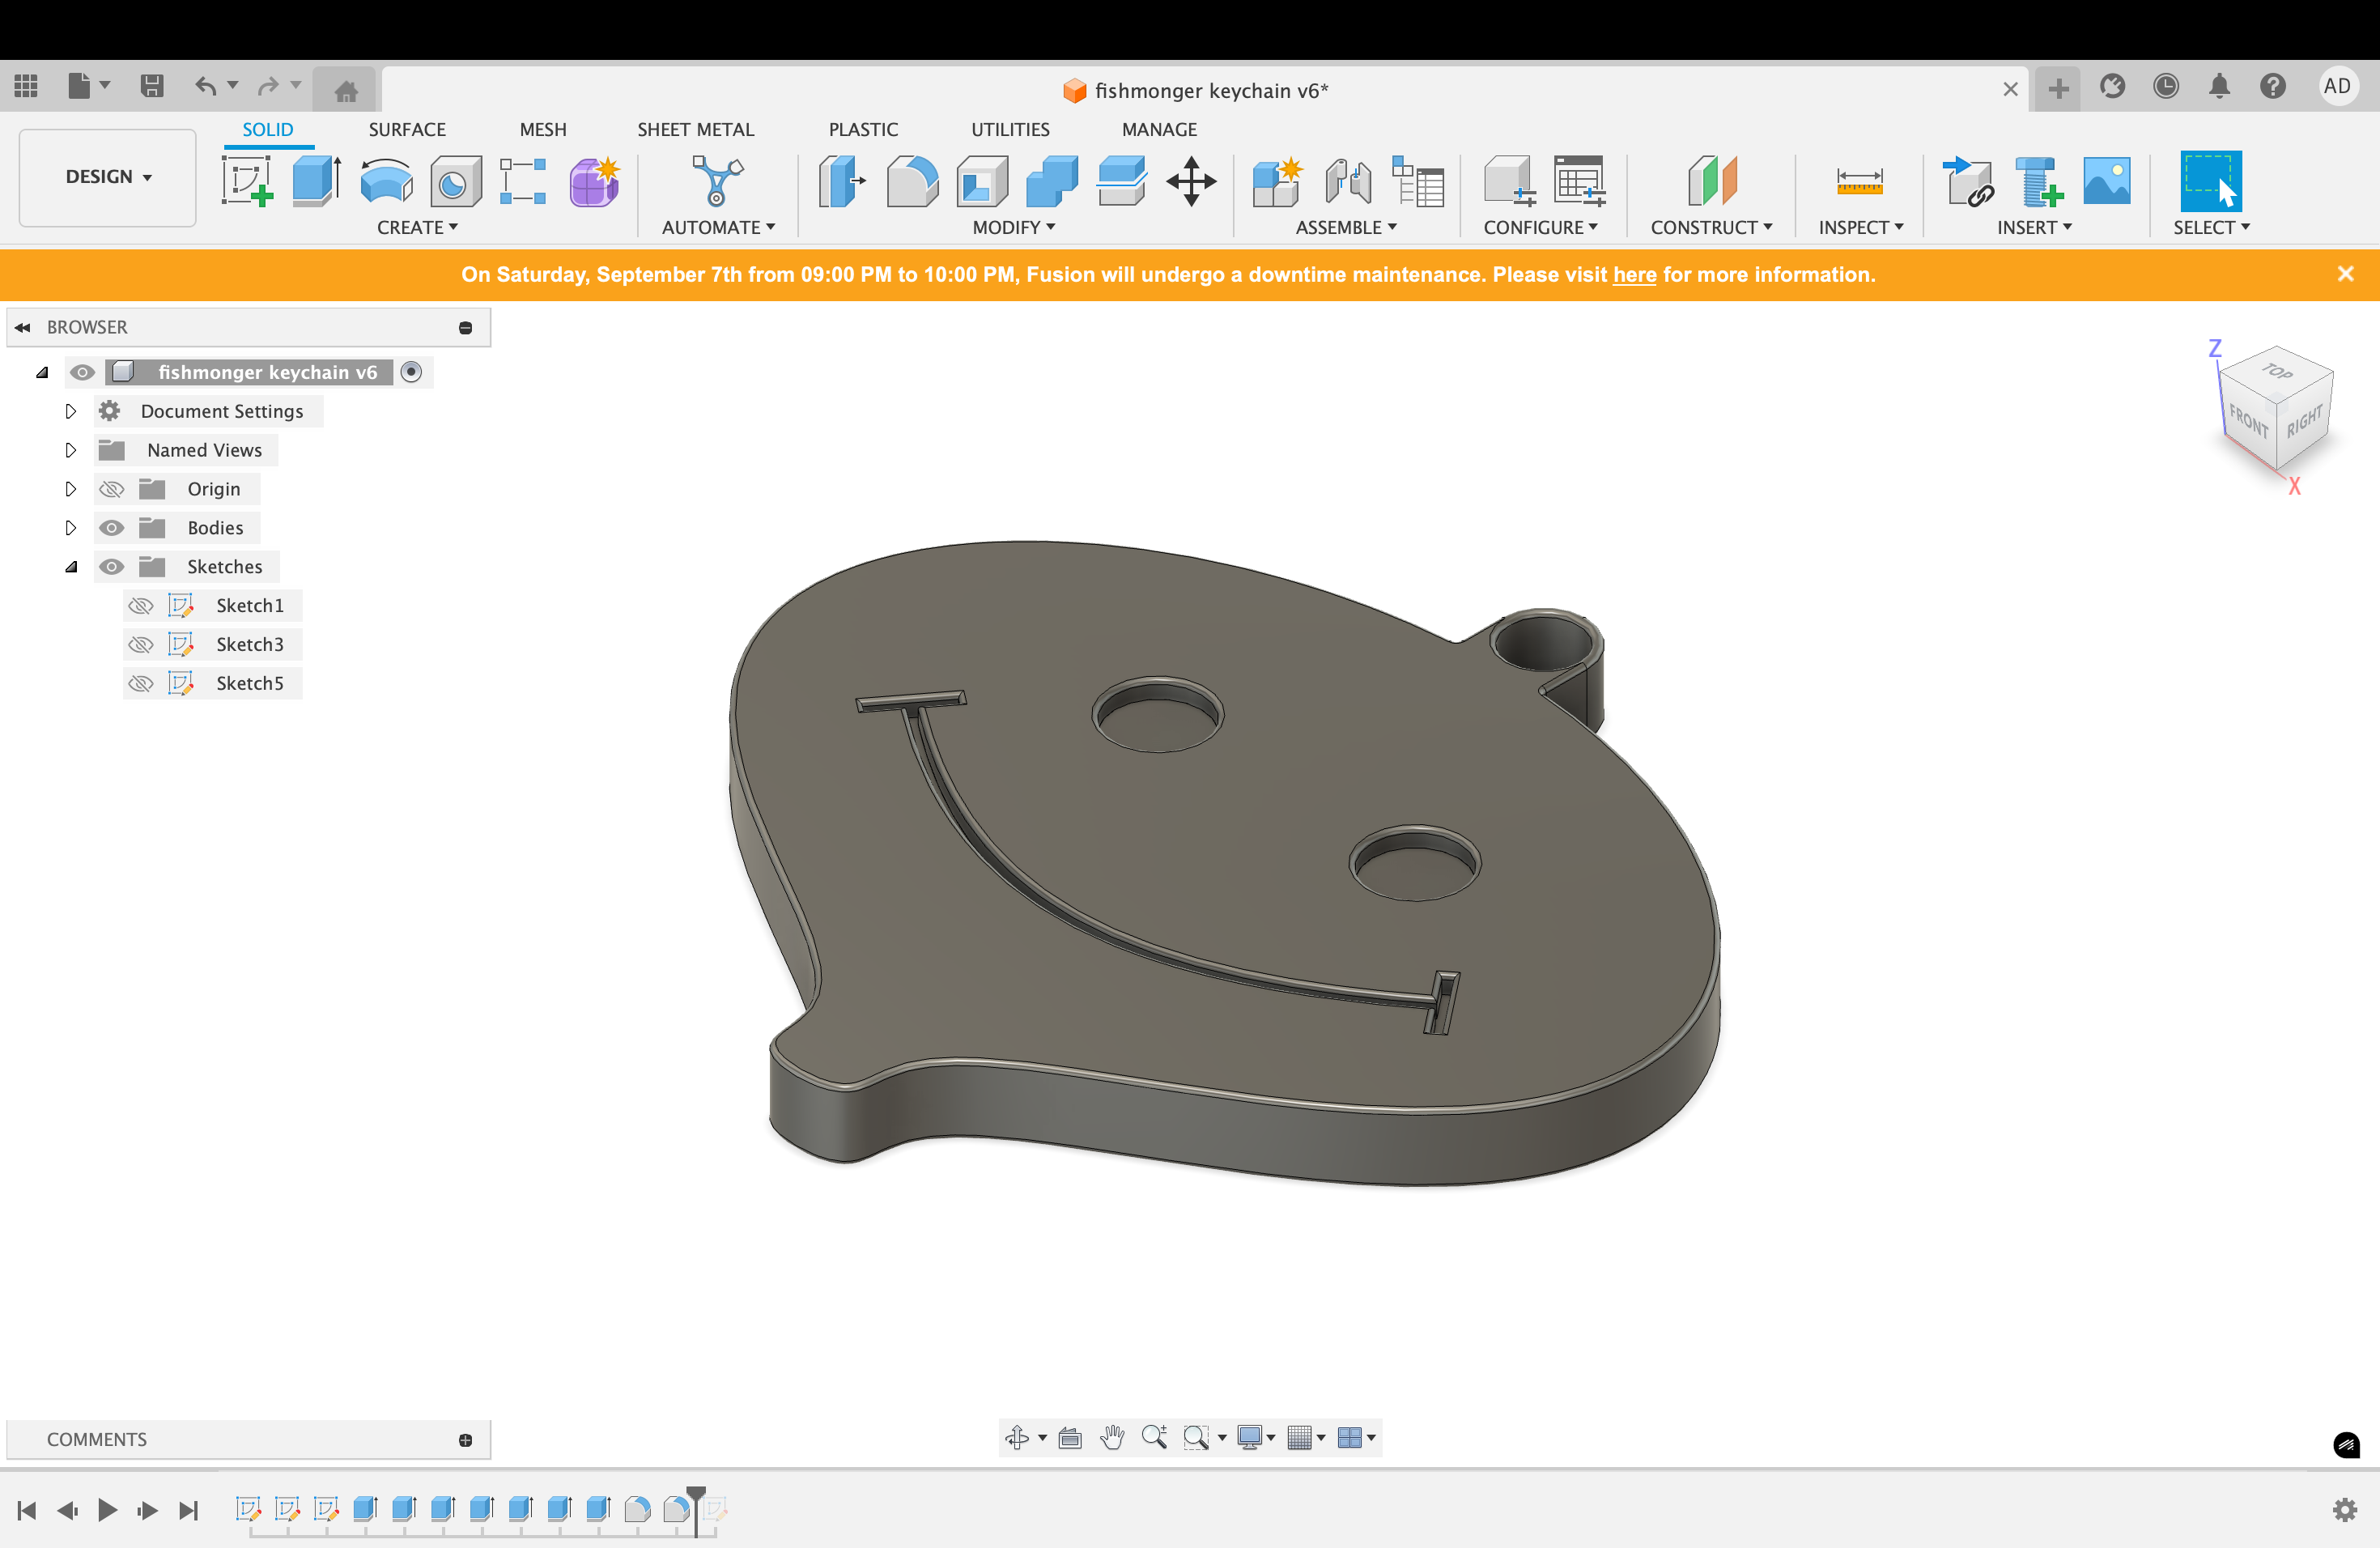 fishmonger keychain v6*
AD
SOLID SURFACE MESH SHEET METAL PLASTIC UTILITIES MANAGE
DESIGN
CREATE AUTOMATE MODIFY ASSEMBLE CONFIGURE CONSTRUCT INSPECT INSERT SELECT
On Saturday, September 7th from 09:00 PM to 10:00 PM, Fusion will undergo a downtime maintenance. Please visit here for more information.
BROWSER
fishmonger keychain v6
Document Settings
Named Views
Origin
Bodies
Sketches
Sketch1
Sketch3
Sketch5
Z
TOP
FRONT
RIGHT
X
COMMENTS